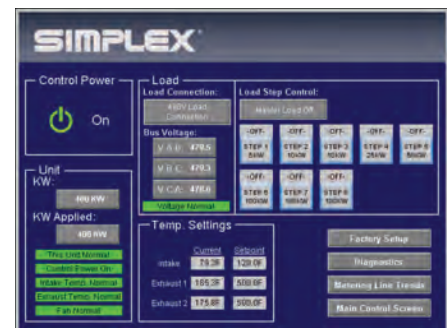 SIMPLEX
Control Power
On
Load
Load Connection:
480V Load
Connection
Bus Voltage:
V A-B: 478.5
V B-C: 478.3
V C-A: 478.6
Voltage Normal
Load Step Control:
Master Load Off
-OFF-
STEP 1
5kW
-OFF-
STEP 2
10kW
-OFF-
STEP 3
-OFF-
STEP 4
-OFF-
STEP 5
50kW
-OFF-
STEP 6
100kW
-OFF-
STEP 7
100kW
-OFF-
STEP 8
100kW
Unit
KW:
400 KW
KW Applied:
400 KW
This Unit Normal
Control Power On
Intake Temp. Normal
Exhaust Temp. Normal
Fan Normal
Temp. Settings
Current Setpoint
Intake 79.3F 120.0F
Exhaust 1 165.3F 500.0F
Exhaust 2 175.8F 500.0F
Factory Setup
Diagnostics
Metering Line Trends
Main Control Screen